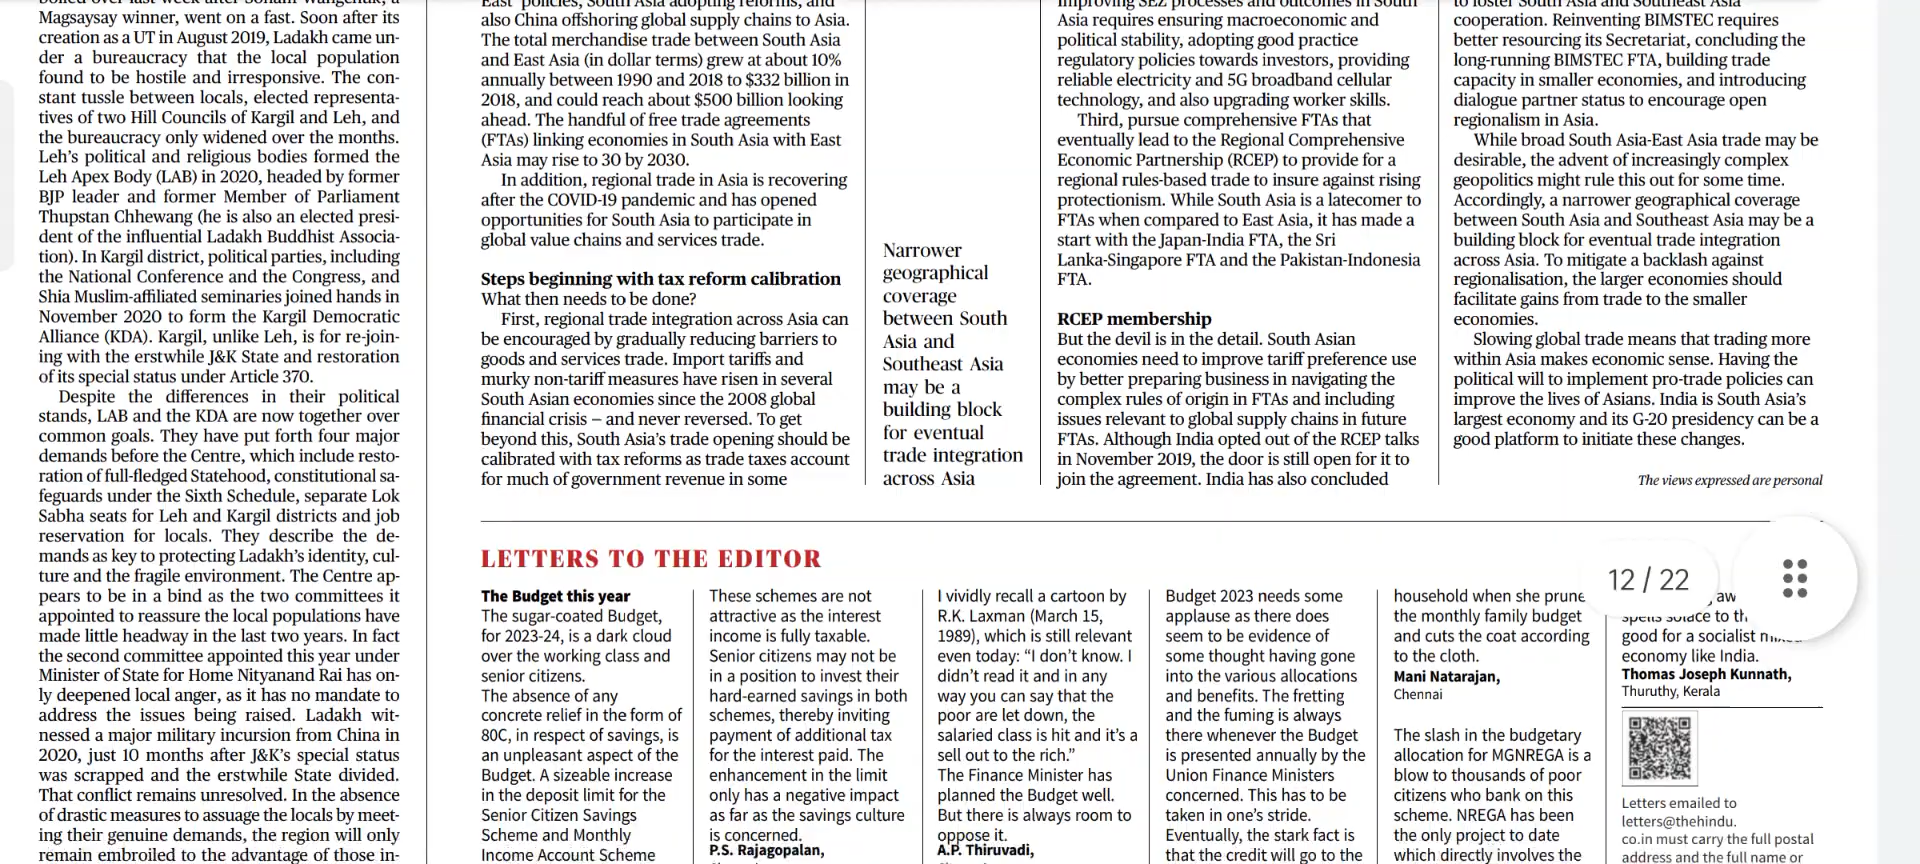 Magsaysay winner, went on a fast. Soon after its
creation as a UT in August 2019, Ladakh came un-
der a bureaucracy that the local population
found to be hostile and irresponsive. The con-
stant tussle between locals, elected representa-
tives of two Hill Councils of Kargil and Leh, and
the bureaucracy only widened over the months.
Leh’s political and religious bodies formed the
Leh Apex Body (LAB) in 2020, headed by former
BJP leader and former Member of Parliament
Thupstan Chhewang (he is also an elected presi-
dent of the influential Ladakh Buddhist Associa-
tion). In Kargil district, political parties, including
the National Conference and the Congress, and
Shia Muslim-affiliated seminaries joined hands in
November 2020 to form the Kargil Democratic
Alliance (KDA). Kargil, unlike Leh, is for re-join-
ing with the erstwhile J&K State and restoration
of its special status under Article 370.
Despite the differences in their political
stands, LAB and the KDA are now together over
common goals. They have put forth four major
demands before the Centre, which include resto-
ration of full-fledged Statehood, constitutional sa-
feguards under the Sixth Schedule, separate Lok
Sabha seats for Leh and Kargil districts and job
reservation for locals. They describe the de-
mands as key to protecting Ladakh’s identity, cul-
ture and the fragile environment. The Centre ap-
pears to be in a bind as the two committees it
appointed to reassure the local populations have
made little headway in the last two years. In fact
the second committee appointed this year under
Minister of State for Home Nityanand Rai has on-
ly deepened local anger, as it has no mandate to
address the issues being raised. Ladakh wit-
nessed a major military incursion from China in
2020, just 10 months after J&K’s special status
was scrapped and the erstwhile State divided.
That conflict remains unresolved. In the absence
of drastic measures to assuage the locals by meet-
ing their genuine demands, the region will only
remain embroiled to the advantage of those in-
East’ policies, South Asia adopting reforms, and
also China offshoring global supply chains to Asia.
The total merchandise trade between South Asia
and East Asia (in dollar terms) grew at about 10%
annually between 1990 and 2018 to $332 billion in
2018, and could reach about $500 billion looking
ahead. The handful of free trade agreements
(FTAs) linking economies in South Asia with East
Asia may rise to 30 by 2030.
In addition, regional trade in Asia is recovering
after the COVID-19 pandemic and has opened
opportunities for South Asia to participate in
global value chains and services trade.
Steps beginning with tax reform calibration
What then needs to be done?
First, regional trade integration across Asia can
be encouraged by gradually reducing barriers to
goods and services trade. Import tariffs and
murky non-tariff measures have risen in several
South Asian economies since the 2008 global
financial crisis – and never reversed. To get
beyond this, South Asia’s trade opening should be
calibrated with tax reforms as trade taxes account
for much of government revenue in some
Narrower
geographical
coverage
between South
Asia and
Southeast Asia
may be a
building block
for eventual
trade integration
across Asia
improving SEZ processes and outcomes in South
Asia requires ensuring macroeconomic and
political stability, adopting good practice
regulatory policies towards investors, providing
reliable electricity and 5G broadband cellular
technology, and also upgrading worker skills.
Third, pursue comprehensive FTAs that
eventually lead to the Regional Comprehensive
Economic Partnership (RCEP) to provide for a
regional rules-based trade to insure against rising
protectionism. While South Asia is a latecomer to
FTAs when compared to East Asia, it has made a
start with the Japan-India FTA, the Sri
Lanka-Singapore FTA and the Pakistan-Indonesia
FTA.
RCEP membership
But the devil is in the detail. South Asian
economies need to improve tariff preference use
by better preparing business in navigating the
complex rules of origin in FTAs and including
issues relevant to global supply chains in future
FTAs. Although India opted out of the RCEP talks
in November 2019, the door is still open for it to
join the agreement. India has also concluded
to foster South Asia and Southeast Asia
cooperation. Reinventing BIMSTEC requires
better resourcing its Secretariat, concluding the
long-running BIMSTEC FTA, building trade
capacity in smaller economies, and introducing
dialogue partner status to encourage open
regionalism in Asia.
While broad South Asia-East Asia trade may be
desirable, the advent of increasingly complex
geopolitics might rule this out for some time.
Accordingly, a narrower geographical coverage
between South Asia and Southeast Asia may be a
building block for eventual trade integration
across Asia. To mitigate a backlash against
regionalisation, the larger economies should
facilitate gains from trade to the smaller
economies.
Slowing global trade means that trading more
within Asia makes economic sense. Having the
political will to implement pro-trade policies can
improve the lives of Asians. India is South Asia’s
largest economy and its G-20 presidency can be a
good platform to initiate these changes.
The views expressed are personal
LETTERS TO THE EDITOR
The Budget this year
The sugar-coated Budget,
for 2023-24, is a dark cloud
over the working class and
senior citizens.
The absence of any
concrete relief in the form of
80C, in respect of savings, is
an unpleasant aspect of the
Budget. A sizeable increase
in the deposit limit for the
Senior Citizen Savings
Scheme and Monthly
Income Account Scheme
These schemes are not
attractive as the interest
income is fully taxable.
Senior citizens may not be
in a position to invest their
hard-earned savings in both
schemes, thereby inviting
payment of additional tax
for the interest paid. The
enhancement in the limit
only has a negative impact
as far as the savings culture
is concerned.
P.S. Rajagopalan,
I vividly recall a cartoon by
R.K. Laxman (March 15,
1989), which is still relevant
even today: “I don’t know. I
didn’t read it and in any
way you can say that the
poor are let down, the
salaried class is hit and it’s a
sell out to the rich.”
The Finance Minister has
planned the Budget well.
But there is always room to
oppose it.
A.P. Thiruvadi,
Budget 2023 needs some
applause as there does
seem to be evidence of
some thought having gone
into the various allocations
and benefits. The fretting
and the fuming is always
there whenever the Budget
is presented annually by the
Union Finance Ministers
concerned. This has to be
taken in one’s stride.
Eventually, the stark fact is
that the credit will go to the
household when she prune
the monthly family budget
and cuts the coat according
to the cloth.
Mani Natarajan,
Chennai
The slash in the budgetary
allocation for MGNREGA is a
blow to thousands of poor
citizens who bank on this
scheme. NREGA has been
the only project to date
which directly involves the
12 / 22
spells solace to th
good for a socialist mixed
economy like India.
Thomas Joseph Kunnath,
Thuruthy, Kerala
Letters emailed to
letters@thehindu.
co.in must carry the full postal
address and the full name or